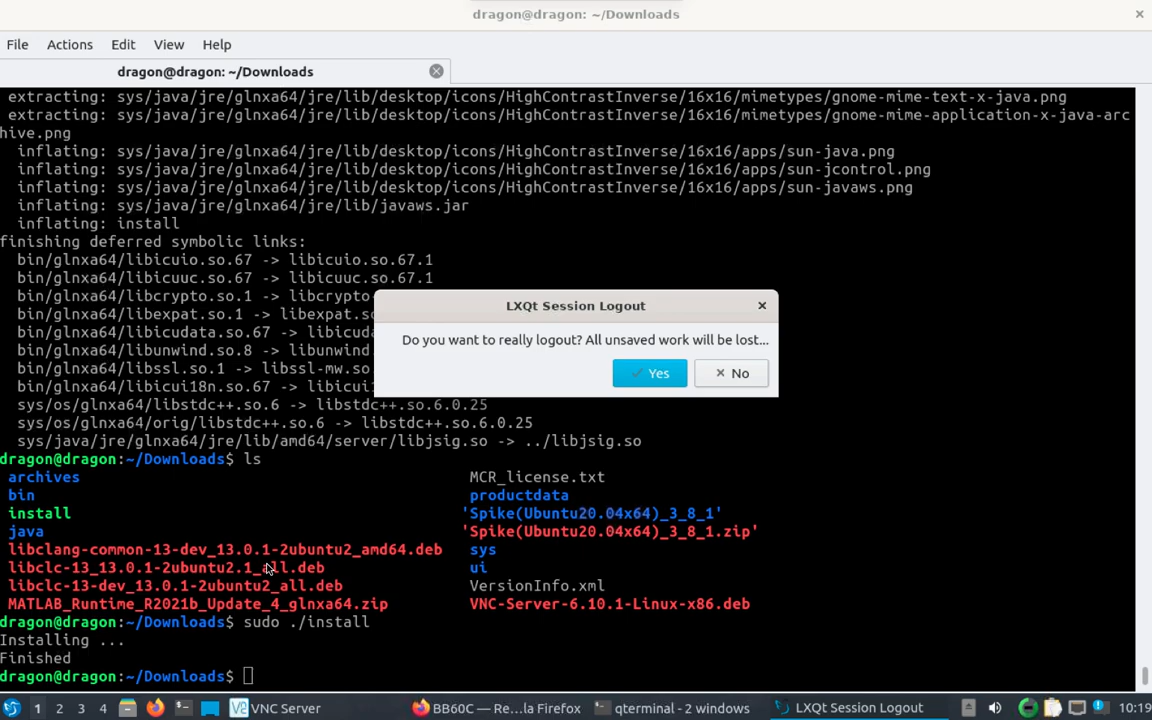 dragon@dragon: ~/Downloads
File Actions Edit View Help
dragon@dragon: ~/Downloads
extracting: sys/java/jre/glnxa64/jre/lib/desktop/icons/HighContrastInverse/16x16/mimetypes/gnome-mime-text-x-java.png
extracting: sys/java/jre/glnxa64/jre/lib/desktop/icons/HighContrastInverse/16x16/mimetypes/gnome-mime-application-x-java-arc
hive.png
inflating: sys/java/jre/glnxa64/jre/lib/desktop/icons/HighContrastInverse/16x16/apps/sun-java.png
inflating: sys/java/jre/glnxa64/jre/lib/desktop/icons/HighContrastInverse/16x16/apps/sun-jcontrol.png
inflating: sys/java/jre/glnxa64/jre/lib/desktop/icons/HighContrastInverse/16x16/apps/sun-javaws.png
inflating: sys/java/jre/glnxa64/jre/lib/javaws.jar
inflating: install
finishing deferred symbolic links:
bin/glnxa64/libicuio.so.67 -> libicuio.so.67.1
bin/glnxa64/libicuuc.so.67 -> libicuuc.so.67.1
bin/glnxa64/libcrypto.so.1 -> libcrypto
bin/glnxa64/libexpat.so.1 -> libexpat.so
bin/glnxa64/libicudata.so.67 -> libicuda
bin/glnxa64/libunwind.so.8 -> libunwind.
bin/glnxa64/libssl.so.1 -> libssl-mw.so
bin/glnxa64/libicui18n.so.67 -> libicui
sys/os/glnxa64/libstdc++.so.6 -> libstdc++.so.6.0.25
sys/os/glnxa64/orig/libstdc++.so.6 -> libstdc++.so.6.0.25
sys/java/jre/glnxa64/jre/lib/amd64/server/libjsig.so -> ../libjsig.so
LXQt Session Logout
Do you want to really logout? All unsaved work will be lost...
Yes No
dragon@dragon:~/Downloads$ ls
archives MCR_license.txt
bin productdata
install 'Spike(Ubuntu20.04x64)_3_8_1'
java 'Spike(Ubuntu20.04x64)_3_8_1.zip'
libclang-common-13-dev_13.0.1-2ubuntu2_amd64.deb sys
libclc-13_13.0.1-2ubuntu2.1_all.deb ui
libclc-13-dev_13.0.1-2ubuntu2_all.deb VersionInfo.xml
MATLAB_Runtime_R2021b_Update_4_glnxa64.zip VNC-Server-6.10.1-Linux-x86.deb
dragon@dragon:~/Downloads$ sudo ./install
Installing ...
Finished
dragon@dragon:~/Downloads$
1 2 3 4 VNC Server BB60C — Re...la Firefox qterminal - 2 windows LXQt Session Logout 10:19